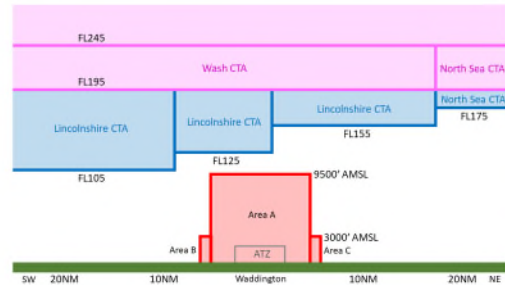 FL245
Wash CTA
North Sea CTA
FL195
Lincolnshire CTA
Lincolnshire CTA
Lincolnshire CTA
North Sea CTA
FL175
FL155
FL125
FL105
9500' AMSL
Area A
3000' AMSL
Area B
ATZ
Area C
SW 20NM 10NM Waddington 10NM 20NM NE